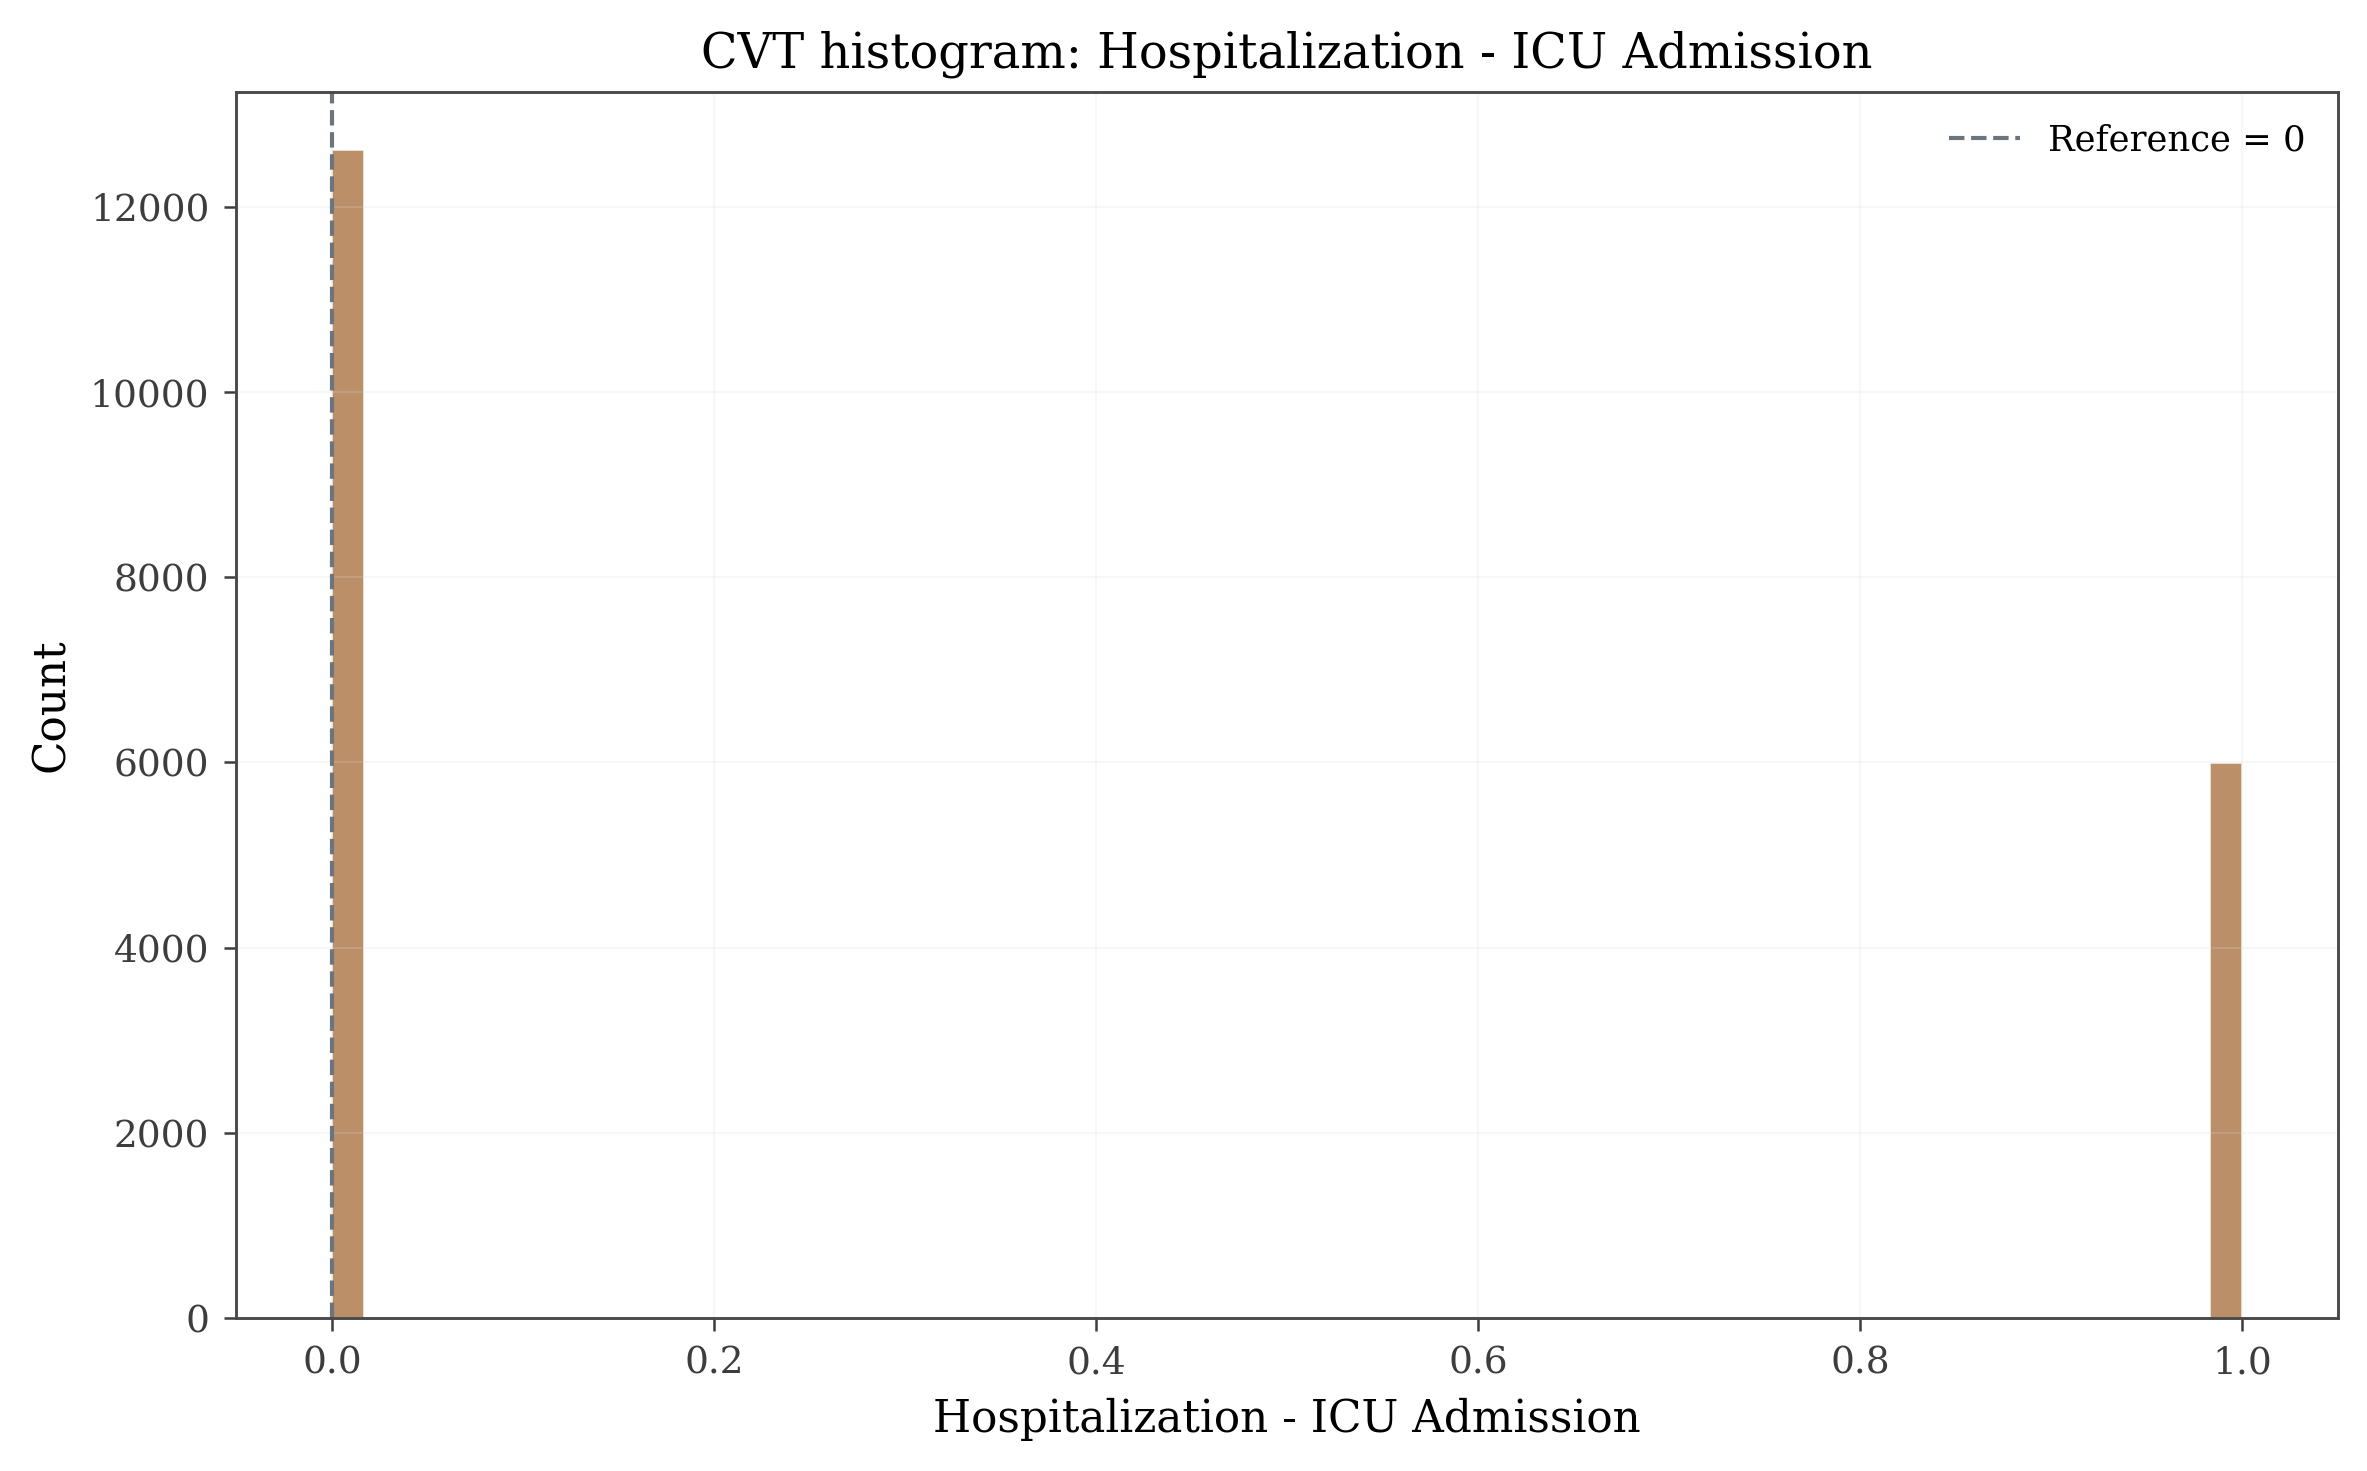 CVT histogram: Hospitalization - ICU Admission
Reference = 0
12000
10000
8000
6000
4000
2000
0
Count
0.0 0.2 0.4 0.6 0.8 1.0
Hospitalization - ICU Admission